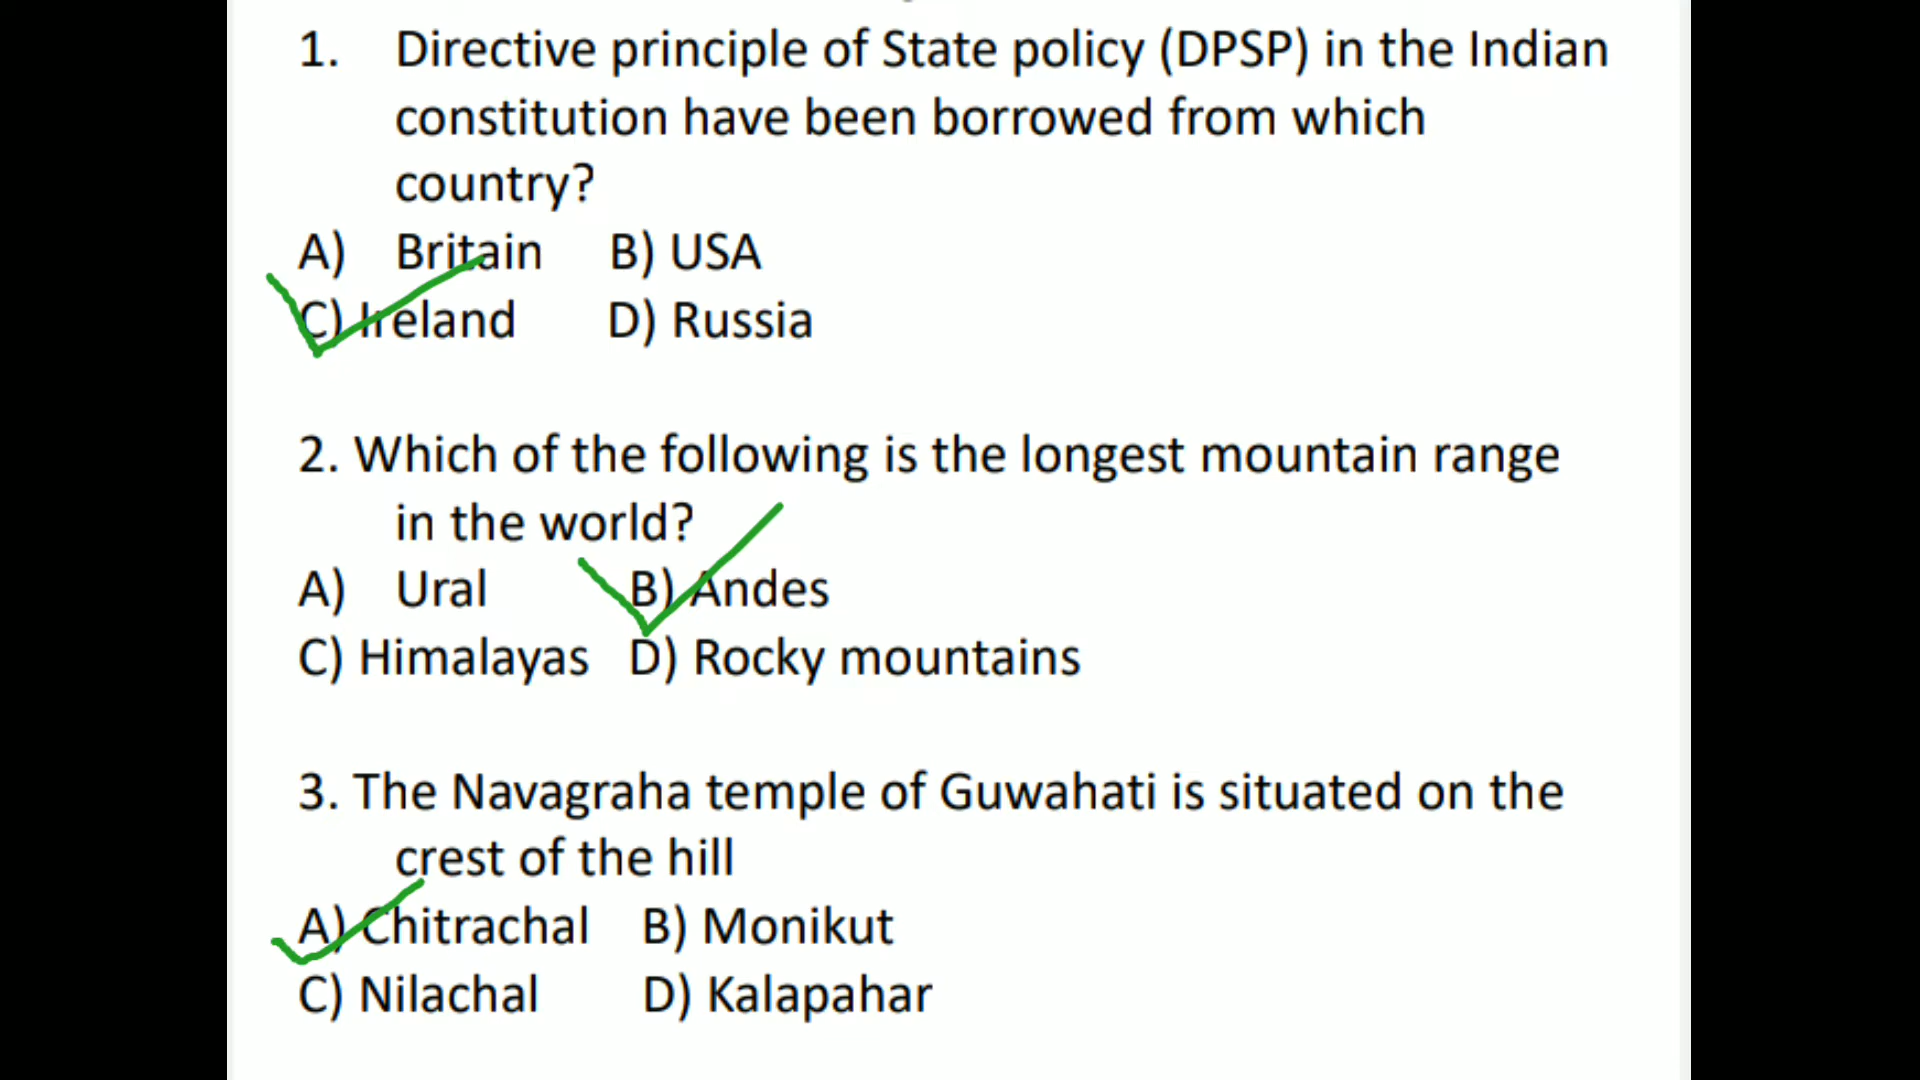 1. Directive principle of State policy (DPSP) in the Indian
constitution have been borrowed from which
country?
A) Britain B) USA
C) Ireland D) Russia
2. Which of the following is the longest mountain range
in the world?
A) Ural B) Andes
C) Himalayas D) Rocky mountains
3. The Navagraha temple of Guwahati is situated on the
crest of the hill
A) Chitrachal B) Monikut
C) Nilachal D) Kalapahar